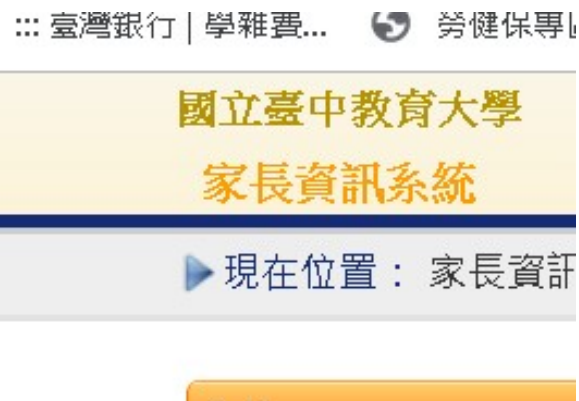 ::: 臺灣銀行 | 學雜費... 勞健保專
國立臺中教育大學
家長資訊系統
現在位置： 家長資訊